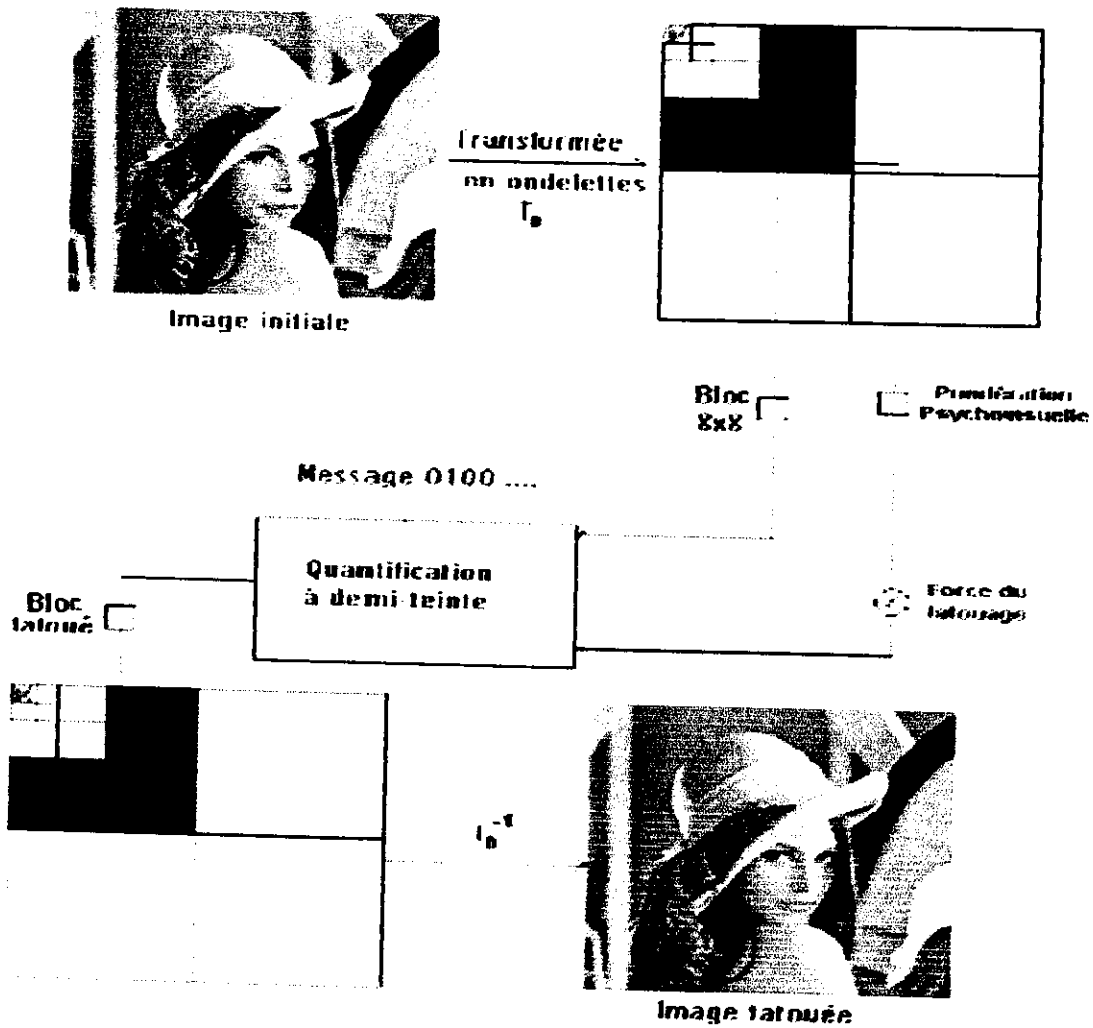 Transformée
en ondelettes
Image initiale
Bloc
8x8
Pondération
Psychovisuelle
Message 0100 ....
Quantification
à demi-teinte
Bloc
tatoué
Force du
tatouage
Image tatouée